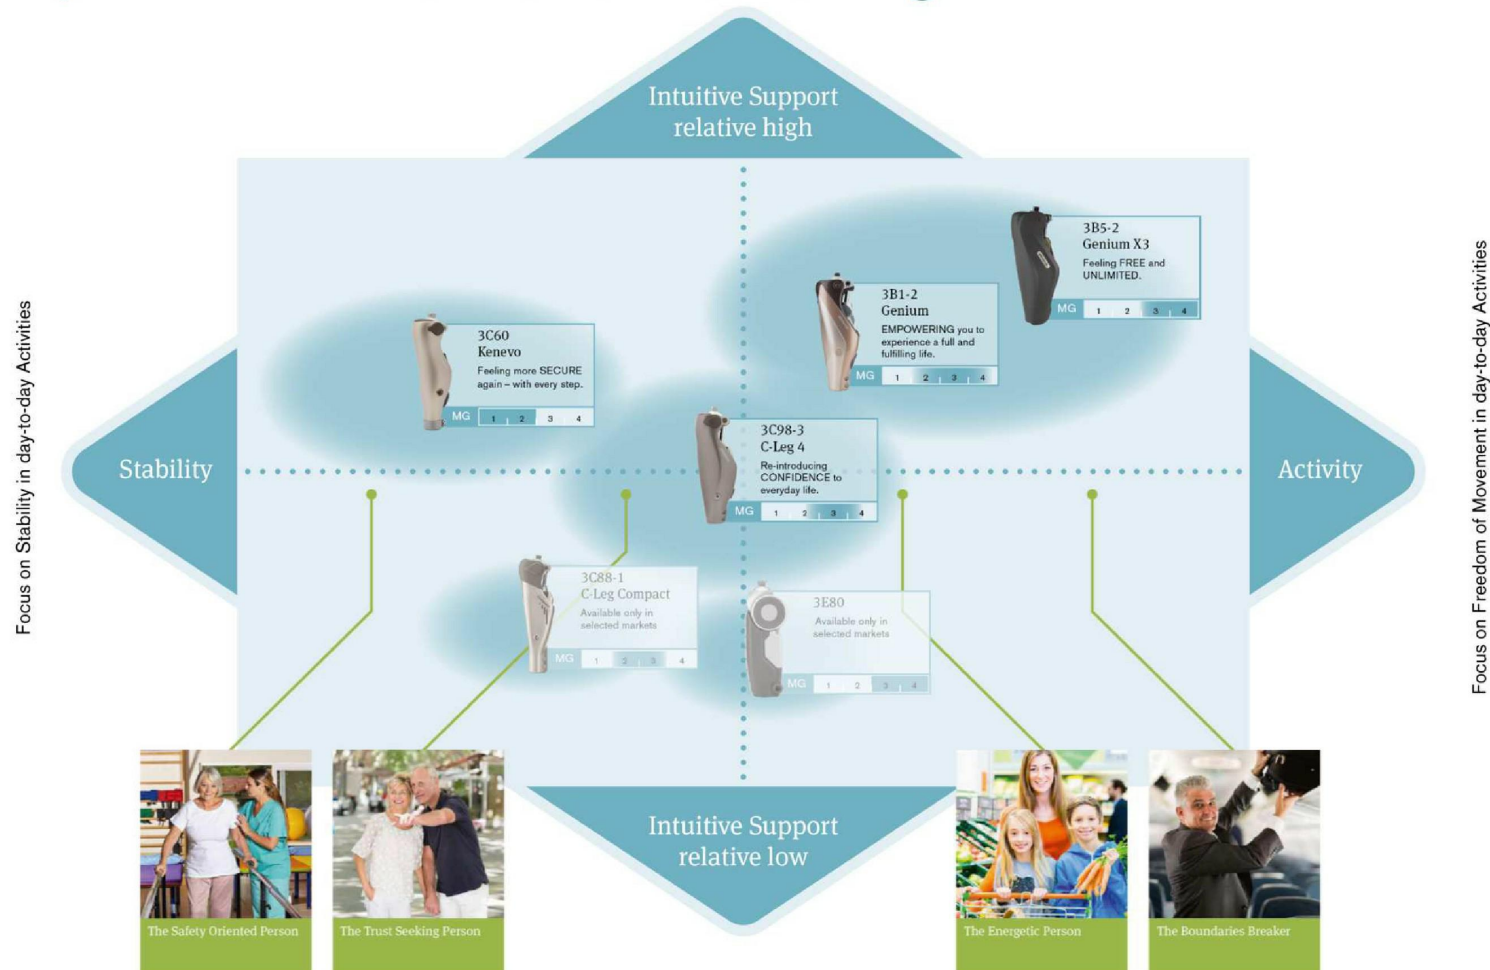 Intuitive Support
relative high
3B5-2
Genium X3
Feeling FREE and
UNLIMITED.
MG 1 2 3 4
3B1-2
Genium
EMPOWERING you to
experience a full and
fulfilling life.
MG 1 2 3 4
3C60
Kenevo
Feeling more SECURE
again – with every step.
MG 1 2 3 4
3C98-3
C-Leg 4
Re-introducing
CONFIDENCE to
everyday life.
MG 1 2 3 4
Focus on Stability in day-to-day Activities
Stability
Activity
Focus on Freedom of Movement in day-to-day Activities
3C88-1
C-Leg Compact
Available only in
selected markets
MG 1 2 3 4
3E80
Available only in
selected markets
MG 1 2 3 4
Intuitive Support
relative low
The Safety Oriented Person
The Trust Seeking Person
The Energetic Person
The Boundaries Breaker